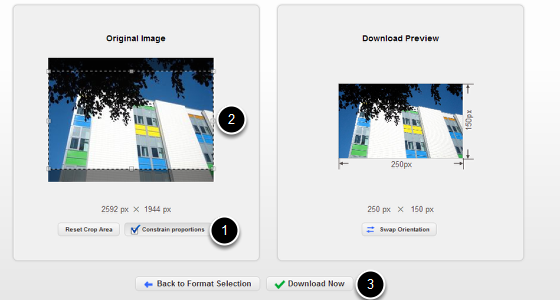 Original Image
Download Preview
2
150px
250px
2592 px × 1944 px
250 px × 150 px
Reset Crop Area
Constrain proportions
1
Swap Orientation
Back to Format Selection
Download Now
3